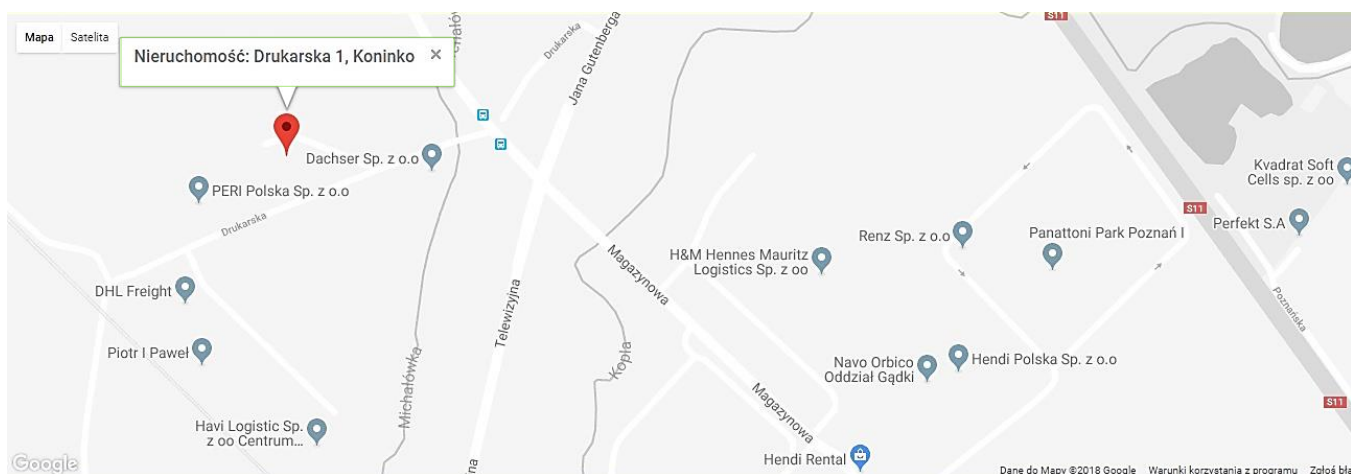 Mapa
Satelita
Nieruchomość: Drukarska 1, Koninko
×
Drukarska
Jana Gutenberga
S11
Dachser Sp. z o.o
PERI Polska Sp. z o.o
Drukarska
DHL Freight
Piotr I Paweł
Havi Logistic Sp.
z oo Centrum...
Michałówka
Telewizyjna
Kopla
Magazynowa
H&M Hennes Mauritz
Logistics Sp. z oo
Renz Sp. z o.o
Panattoni Park Poznań I
S11
Kvadrat Soft
Cells sp. z oo
Perfekt S.A
Poznańska
Navo Orbico
Oddział Gądki
Hendi Polska Sp. z o.o
Magazynowa
S11
Hendi Rental
Google
Dane do Mapy ©2018 Google
Warunki korzystania z programu
Zgłoś bła